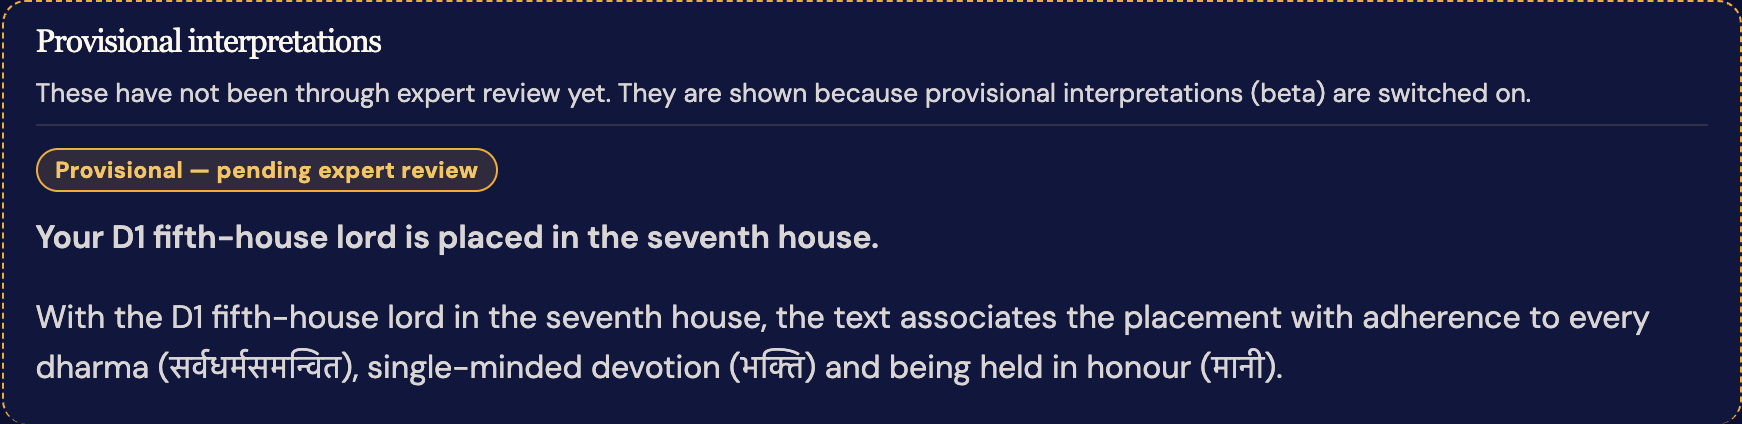 Provisional interpretations
These have not been through expert review yet. They are shown because provisional interpretations (beta) are switched on.
Provisional — pending expert review
Your D1 fifth-house lord is placed in the seventh house.
With the D1 fifth-house lord in the seventh house, the text associates the placement with adherence to every
dharma (सर्वधर्मसमन्वित), single-minded devotion (भक्ति) and being held in honour (मानी).